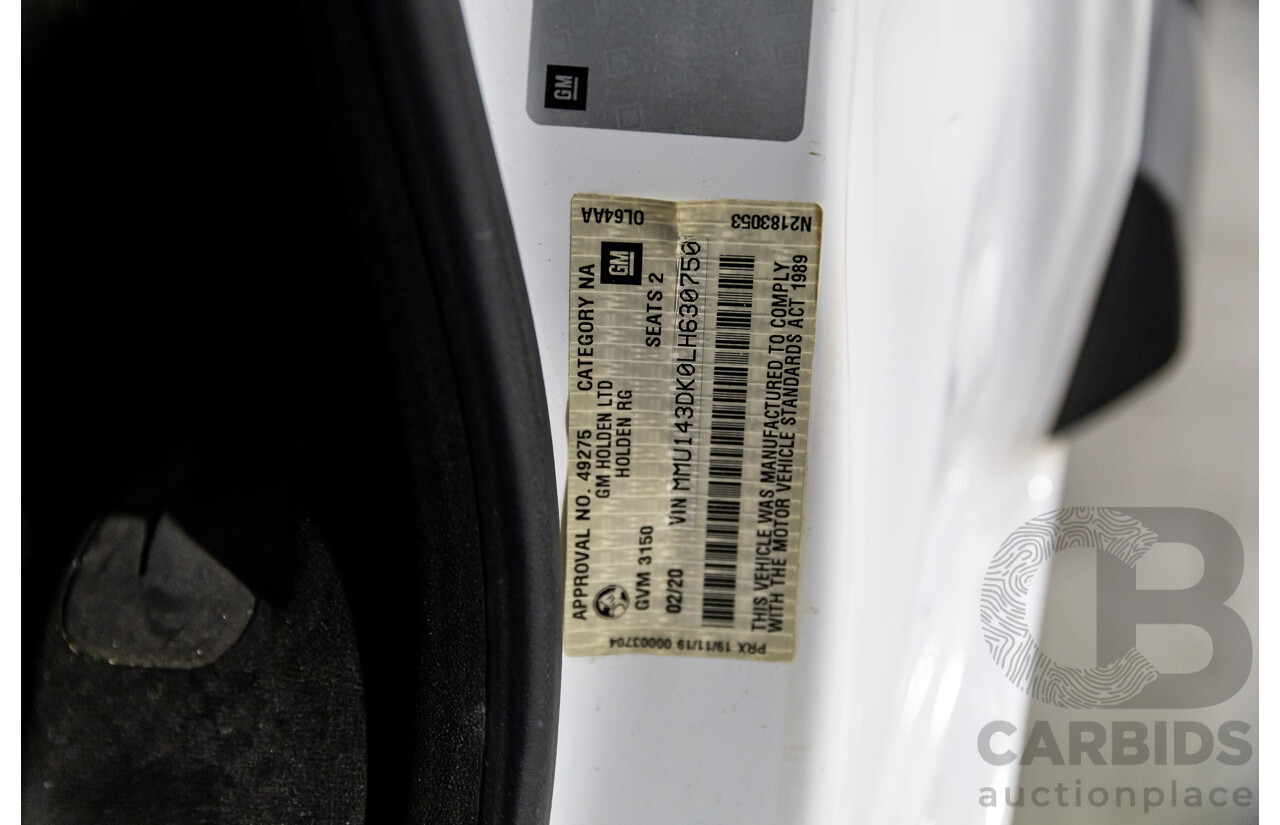 GM
OL64AA
N2183053
APPROVAL NO. 49275 CATEGORY NA
GM HOLDEN LTD
GM
HOLDEN RG
GVM 3150
SEATS 2
02/20 VIN MMU143DK0LH630750
THIS VEHICLE WAS MANUFACTURED TO COMPLY
WITH THE MOTOR VEHICLE STANDARDS ACT 1989
PRX 19/11/19 00003704
CB
CARBIDS
auctionplace